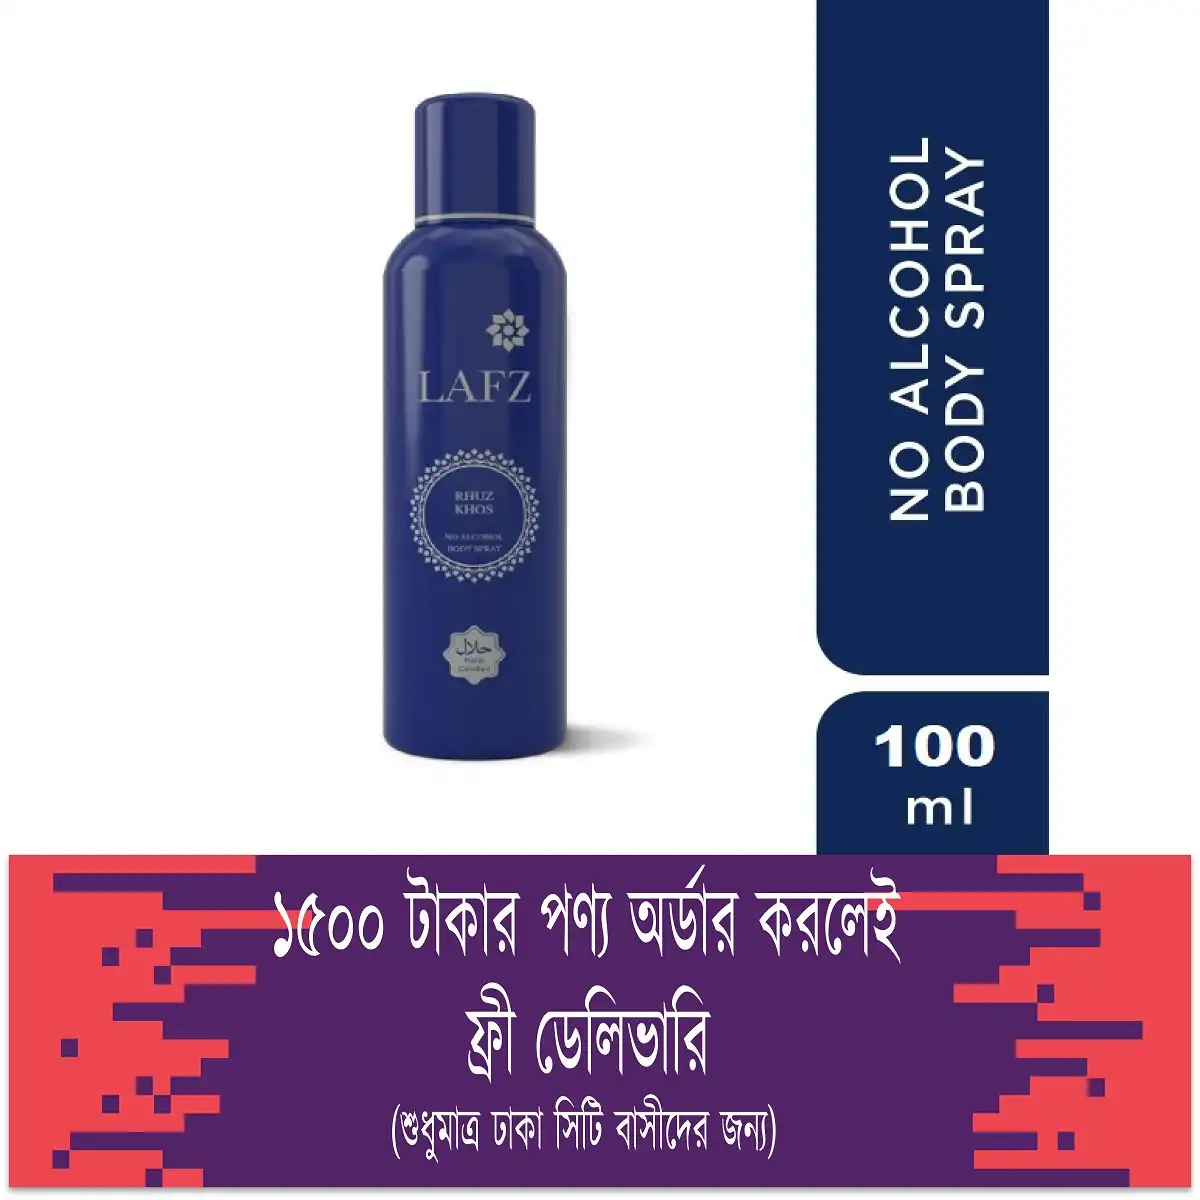 LAFZ
RHUZ
KHOS
NO ALCOHOL
BODY SPRAY
حلال
Halal
Certified
NO ALCOHOL
BODY SPRAY
100
ml
১৫০০ টাকার পণ্য অর্ডার করলেই
ফ্রী ডেলিভারি
(শুধুমাত্র ঢাকা সিটি বাসীদের জন্য)